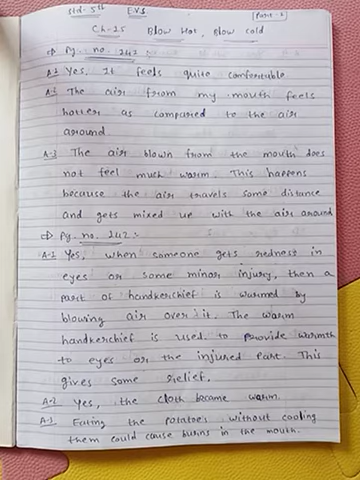 Std- 5th E.V.S. Part-1
Ch-15 Blow Hot, Blow cold
Pg. no. 241
A-1 Yes, It feels quite comfortable
A-2 The air from my mouth feels
hotter as compared to the air
around.
A-3 The air blown from the mouth does
not feel much warm. This happens
because the air travels some distance
and gets mixed up with the air around
Pg. no. 242:-
A-1 Yes, when someone gets redness in
eyes or some minor injury, then a
part of handkerchief is warmed by
blowing air over it. The warm
handkerchief is used to provide warmth
to eyes or the injured part. This
gives some relief.
A-2 Yes, the cloth became warm.
A-3 Eating the potatoes without cooling
them could cause burns in the mouth.